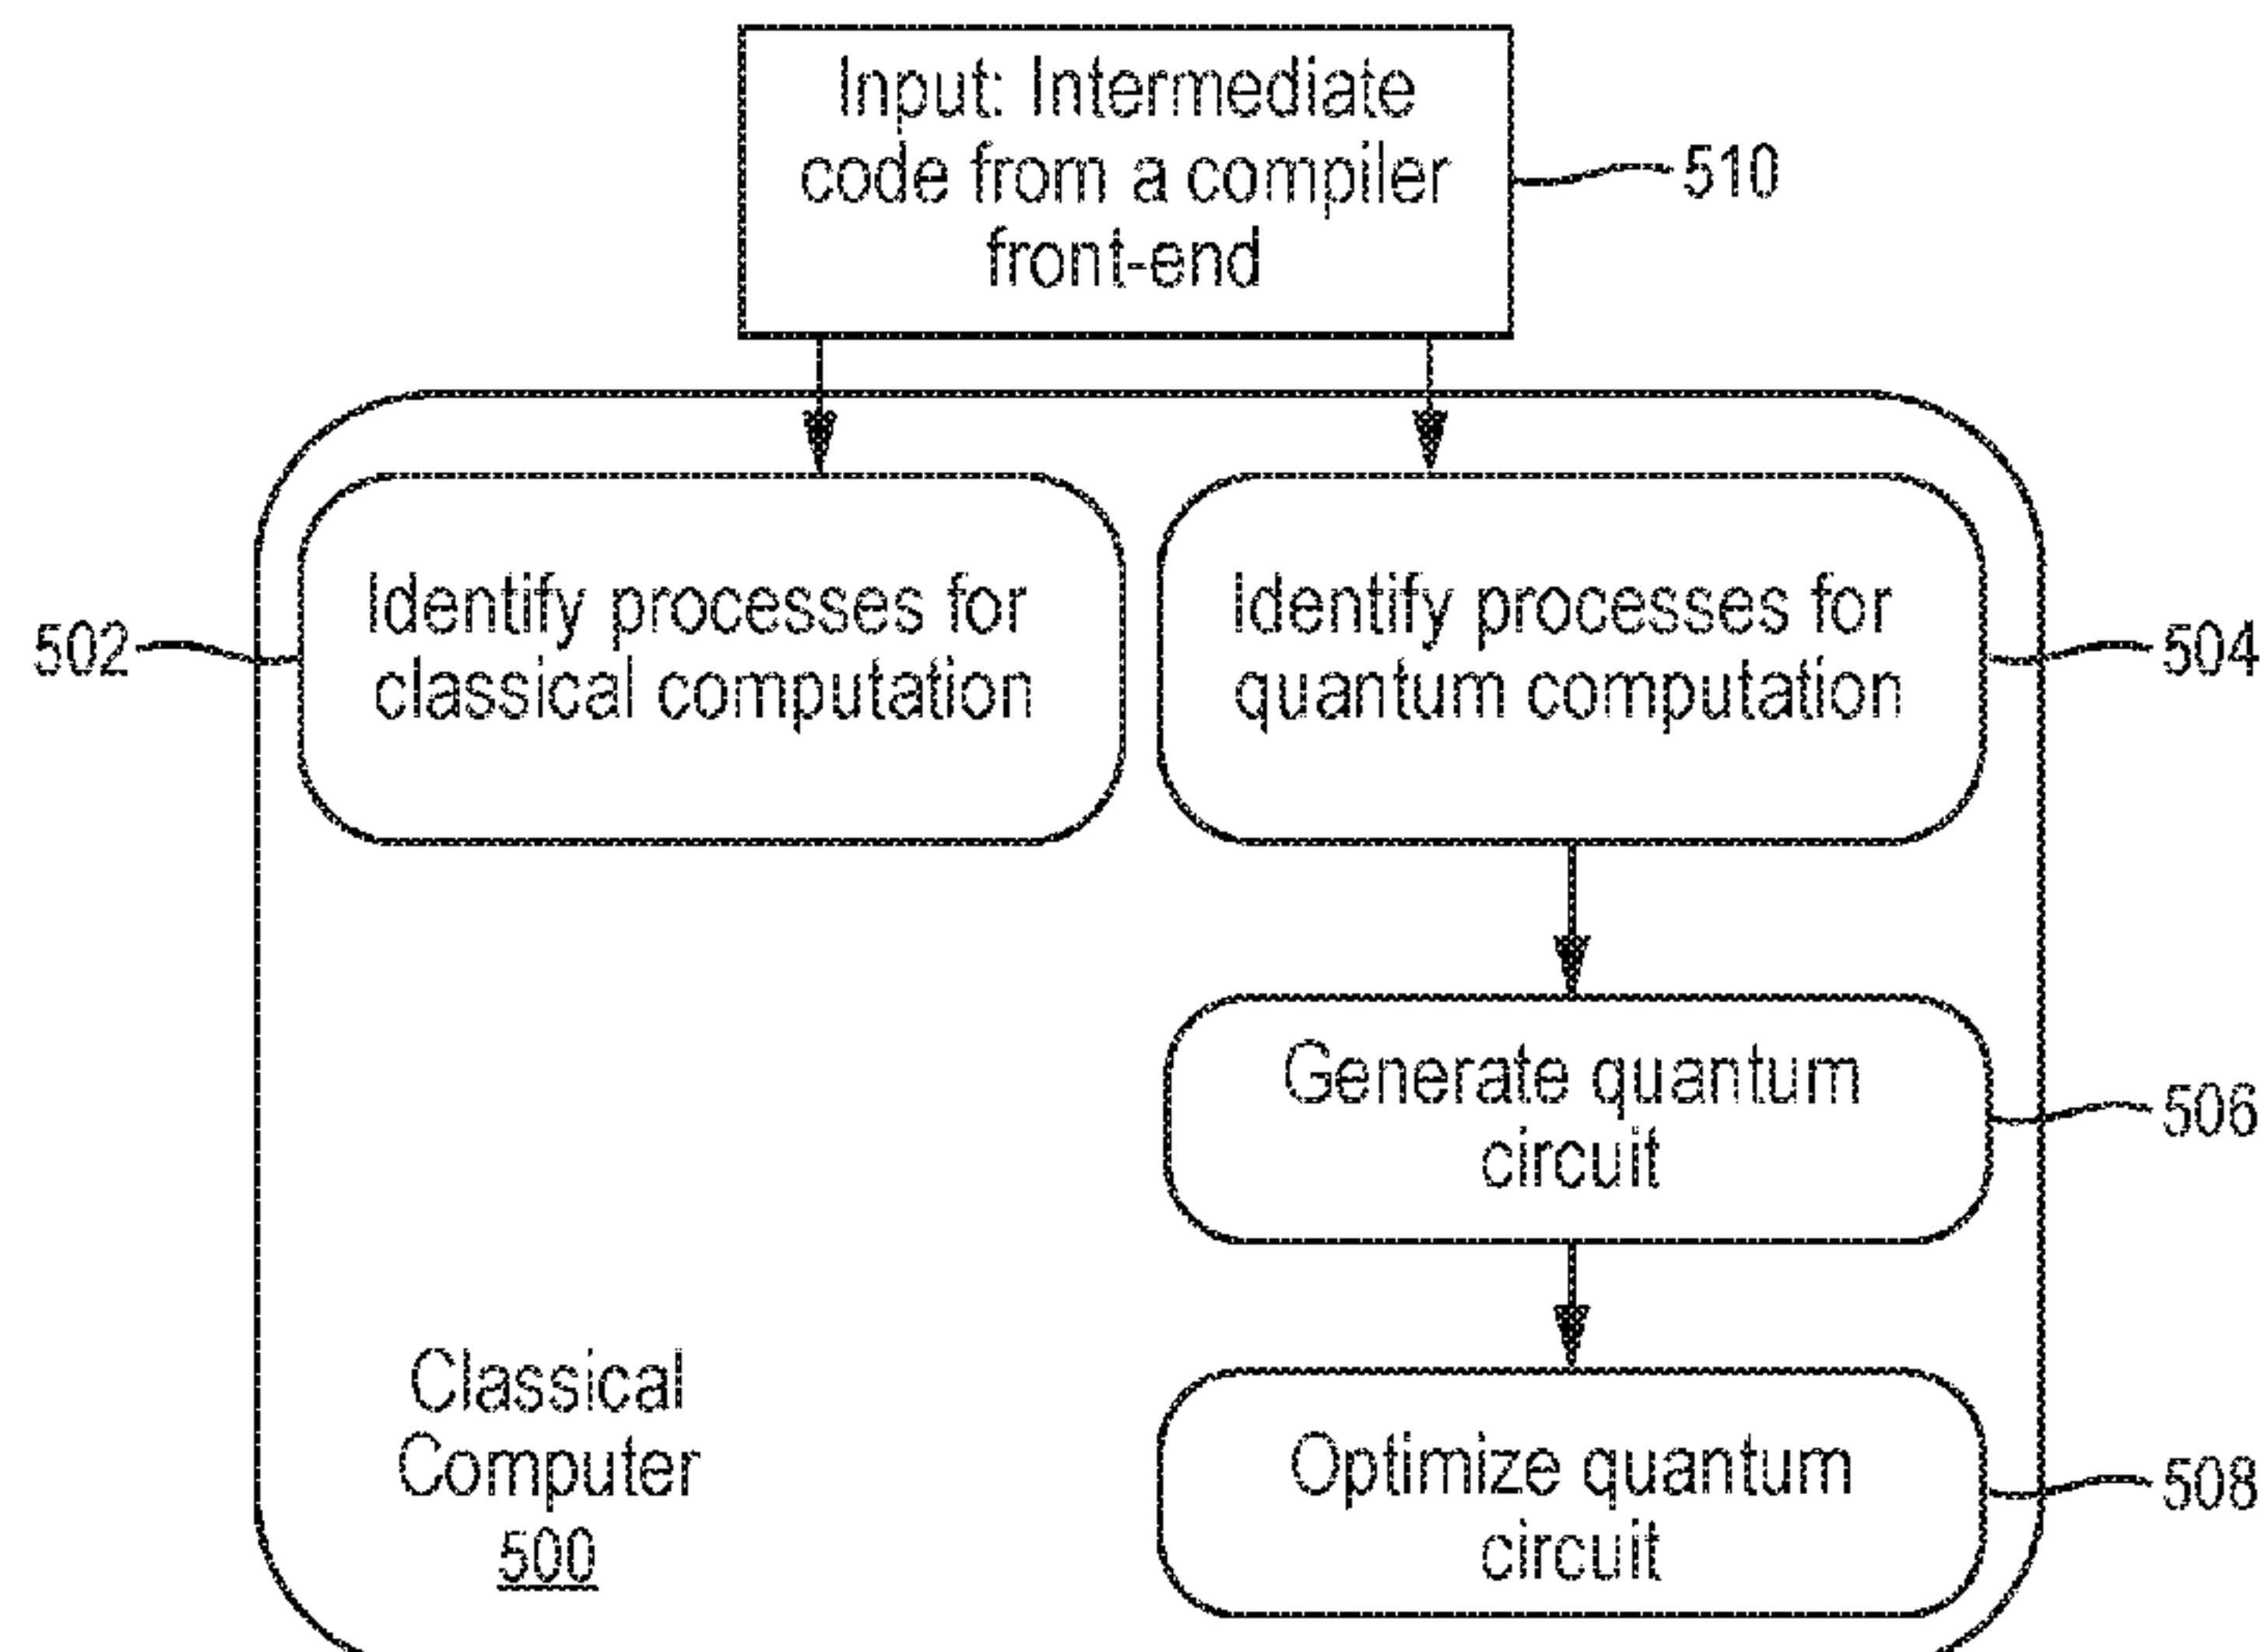 Input: Intermediate
code from a compiler
front-end
510
Identify processes for
classical computation
502
Identify processes for
quantum computation
504
Generate quantum
circuit
506
Classical
Computer
500
Optimize quantum
circuit
508